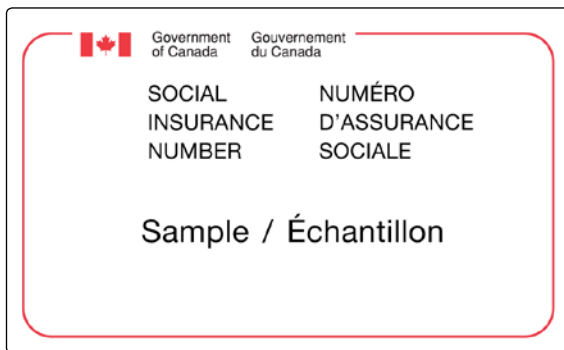 Government of Canada
Gouvernement du Canada
SOCIAL INSURANCE NUMBER
NUMÉRO D'ASSURANCE SOCIALE
Sample / Échantillon